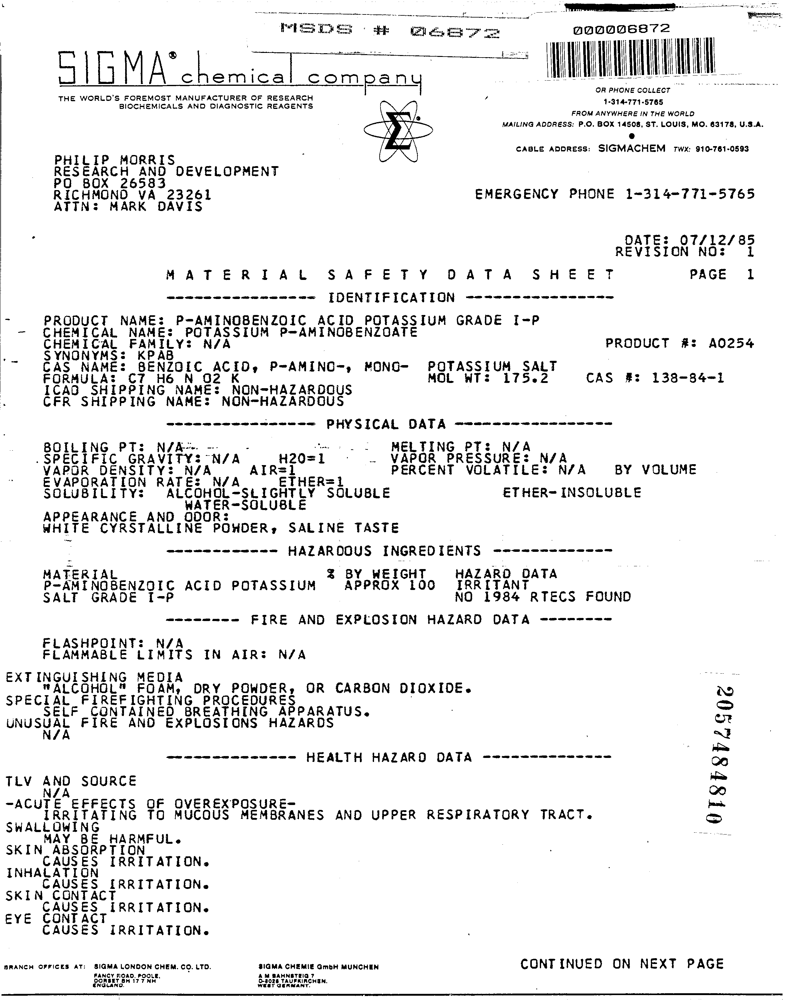 MSDS # 06872
000006872
SIGMA® chemical company
THE WORLD'S FOREMOST MANUFACTURER OF RESEARCH
BIOCHEMICALS AND DIAGNOSTIC REAGENTS
Σ
OR PHONE COLLECT
1-314-771-5765
FROM ANYWHERE IN THE WORLD
MAILING ADDRESS: P.O. BOX 14508, ST. LOUIS, MO. 63178, U.S.A.
CABLE ADDRESS: SIGMACHEM TWX: 910-761-0593
PHILIP MORRIS
RESEARCH AND DEVELOPMENT
PO BOX 26583
RICHMOND VA 23261
ATTN: MARK DAVIS
EMERGENCY PHONE 1-314-771-5765
DATE: 07/12/85
REVISION NO: 1
MATERIAL SAFETY DATA SHEET PAGE 1
---------------- IDENTIFICATION ----------------
PRODUCT NAME: P-AMINOBENZOIC ACID POTASSIUM GRADE I-P
CHEMICAL NAME: POTASSIUM P-AMINOBENZOATE
CHEMICAL FAMILY: N/A PRODUCT #: A0254
SYNONYMS: KPAB
CAS NAME: BENZOIC ACID, P-AMINO-, MONO- POTASSIUM SALT
FORMULA: C7 H6 N O2 K MOL WT: 175.2 CAS #: 138-84-1
ICAO SHIPPING NAME: NON-HAZARDOUS
CFR SHIPPING NAME: NON-HAZARDOUS
---------------- PHYSICAL DATA -----------------
BOILING PT: N/A MELTING PT: N/A
SPECIFIC GRAVITY: N/A H2O=1 VAPOR PRESSURE: N/A
VAPOR DENSITY: N/A AIR=1 PERCENT VOLATILE: N/A BY VOLUME
EVAPORATION RATE: N/A ETHER=1
SOLUBILITY: ALCOHOL-SLIGHTLY SOLUBLE ETHER-INSOLUBLE
WATER-SOLUBLE
APPEARANCE AND ODOR:
WHITE CYRSTALLINE POWDER, SALINE TASTE
------------ HAZARDOUS INGREDIENTS -------------
MATERIAL % BY WEIGHT HAZARD DATA
P-AMINOBENZOIC ACID POTASSIUM APPROX 100 IRRITANT
SALT GRADE I-P NO 1984 RTECS FOUND
-------- FIRE AND EXPLOSION HAZARD DATA --------
FLASHPOINT: N/A
FLAMMABLE LIMITS IN AIR: N/A
EXTINGUISHING MEDIA
"ALCOHOL" FOAM, DRY POWDER, OR CARBON DIOXIDE.
SPECIAL FIREFIGHTING PROCEDURES
SELF CONTAINED BREATHING APPARATUS.
UNUSUAL FIRE AND EXPLOSIONS HAZARDS
N/A
-------------- HEALTH HAZARD DATA --------------
TLV AND SOURCE
N/A
-ACUTE EFFECTS OF OVEREXPOSURE-
IRRITATING TO MUCOUS MEMBRANES AND UPPER RESPIRATORY TRACT.
SWALLOWING
MAY BE HARMFUL.
SKIN ABSORPTION
CAUSES IRRITATION.
INHALATION
CAUSES IRRITATION.
SKIN CONTACT
CAUSES IRRITATION.
EYE CONTACT
CAUSES IRRITATION.
2057484810
CONTINUED ON NEXT PAGE
BRANCH OFFICES AT: SIGMA LONDON CHEM. CO. LTD. SIGMA CHEMIE GmbH MUNCHEN
FANCY ROAD, POOLE, A M BAHNSTEIG 7
DORSET BH 17 7 NH D-8028 TAUFKIRCHEN.
ENGLAND. WEST GERMANY.